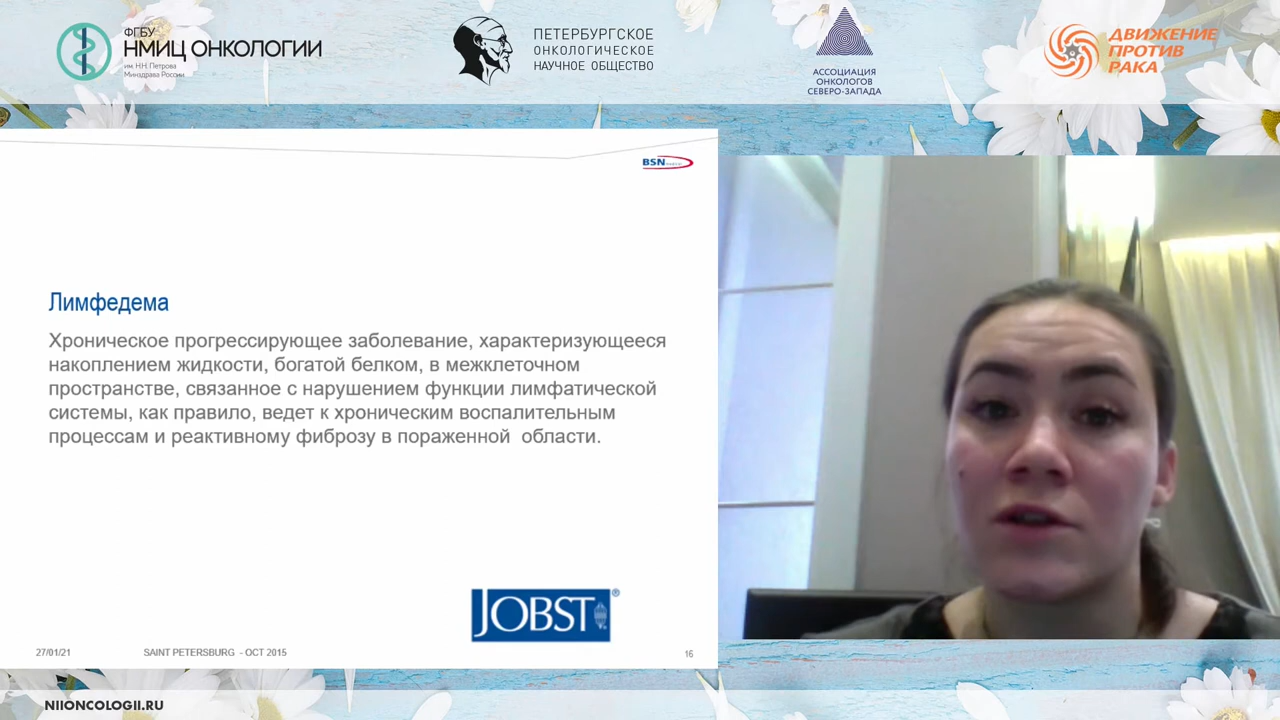 ФГБУ
НМИЦ ОНКОЛОГИИ
им. Н.Н. Петрова
Минздрава России
ПЕТЕРБУРГСКОЕ
ОНКОЛОГИЧЕСКОЕ
НАУЧНОЕ ОБЩЕСТВО
АССОЦИАЦИЯ
ОНКОЛОГОВ
СЕВЕРО-ЗАПАДА
ДВИЖЕНИЕ
ПРОТИВ
РАКА
BSN
Лимфедема
Хроническое прогрессирующее заболевание, характеризующееся
накоплением жидкости, богатой белком, в межклеточном
пространстве, связанное с нарушением функции лимфатической
системы, как правило, ведет к хроническим воспалительным
процессам и реактивному фиброзу в пораженной области.
JOBST®
27/01/21
SAINT PETERSBURG - OCT 2015
16
NIIONCOLOGII.RU